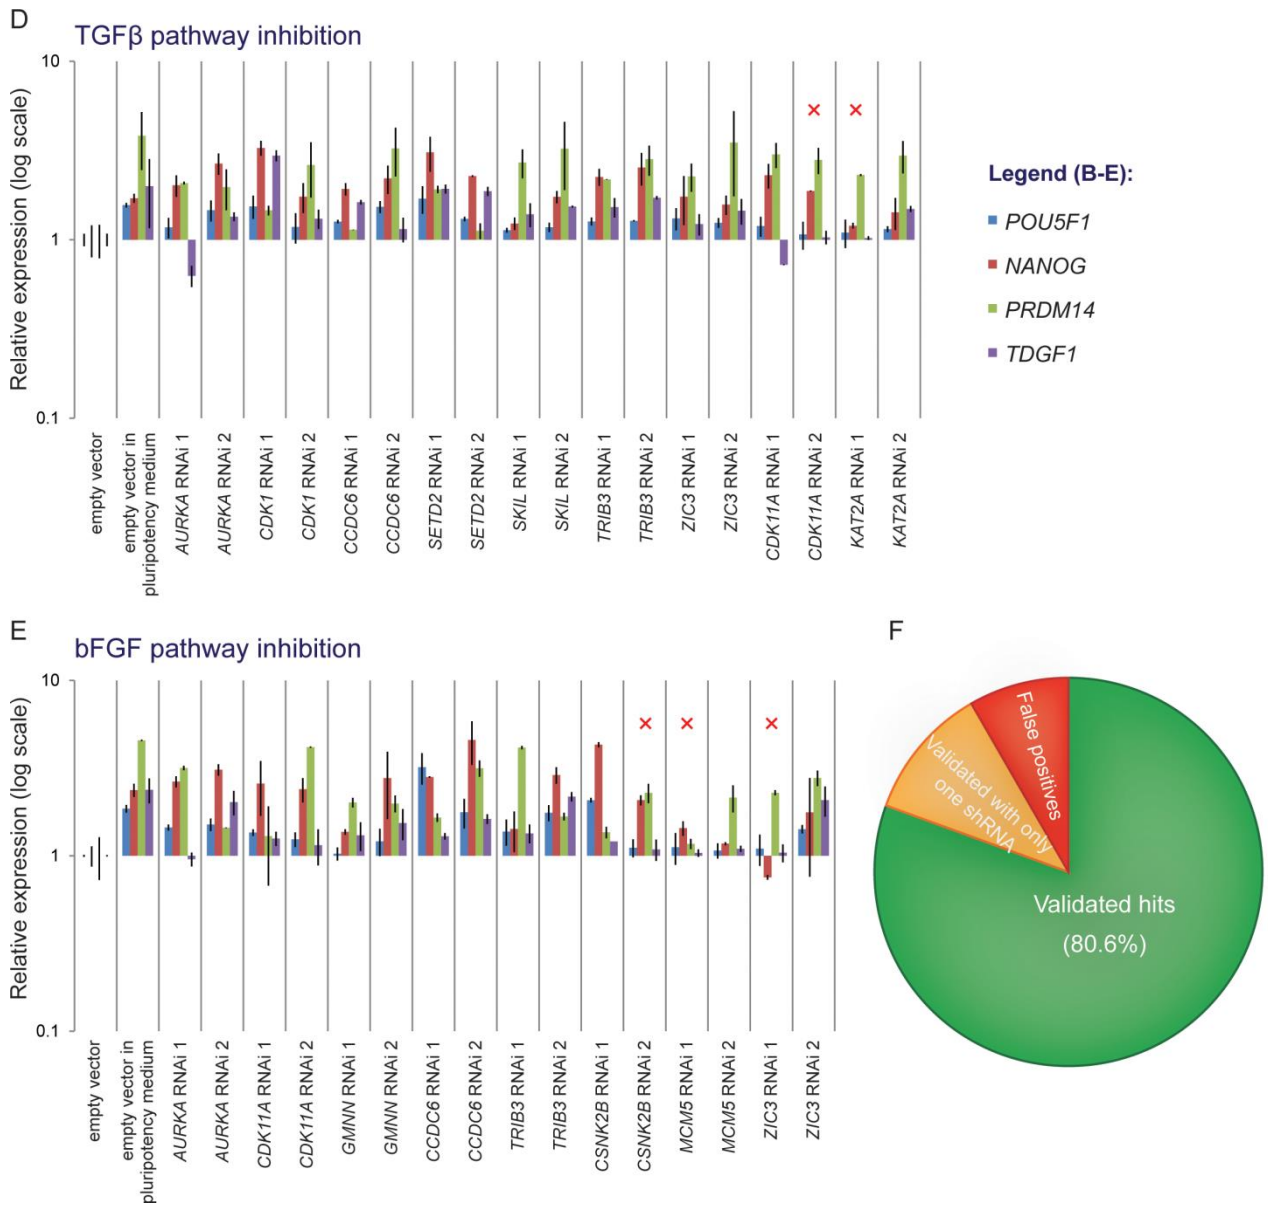 D
TGFβ pathway inhibition
Relative expression (log scale)
10
1
0.1
× ×
empty vector
empty vector in
pluripotency medium
AURKA RNAi 1
AURKA RNAi 2
CDK1 RNAi 1
CDK1 RNAi 2
CCDC6 RNAi 1
CCDC6 RNAi 2
SETD2 RNAi 1
SETD2 RNAi 2
SKIL RNAi 1
SKIL RNAi 2
TRIB3 RNAi 1
TRIB3 RNAi 2
ZIC3 RNAi 1
ZIC3 RNAi 2
CDK11A RNAi 1
CDK11A RNAi 2
KAT2A RNAi 1
KAT2A RNAi 2
Legend (B-E):
POU5F1
NANOG
PRDM14
TDGF1
E
bFGF pathway inhibition
Relative expression (log scale)
10
1
0.1
× × ×
empty vector
empty vector in
pluripotency medium
AURKA RNAi 1
AURKA RNAi 2
CDK11A RNAi 1
CDK11A RNAi 2
GMNN RNAi 1
GMNN RNAi 2
CCDC6 RNAi 1
CCDC6 RNAi 2
TRIB3 RNAi 1
TRIB3 RNAi 2
CSNK2B RNAi 1
CSNK2B RNAi 2
MCM5 RNAi 1
MCM5 RNAi 2
ZIC3 RNAi 1
ZIC3 RNAi 2
F
False positives
Validated with only
one shRNA
Validated hits
(80.6%)